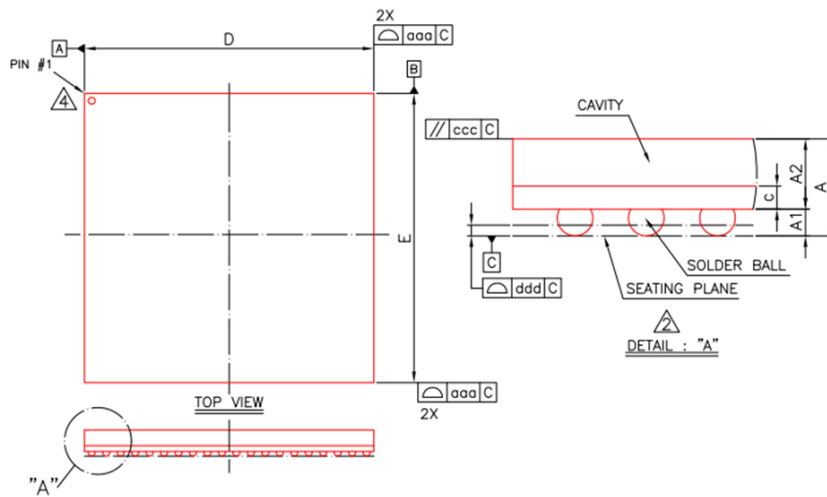 2X
aaa C
D
A
PIN #1
B
4
E
aaa C
2X
TOP VIEW
"A"
CAVITY
// ccc C
A2
A
c
A1
C
SOLDER BALL
ddd C
SEATING PLANE
2
DETAIL : "A"